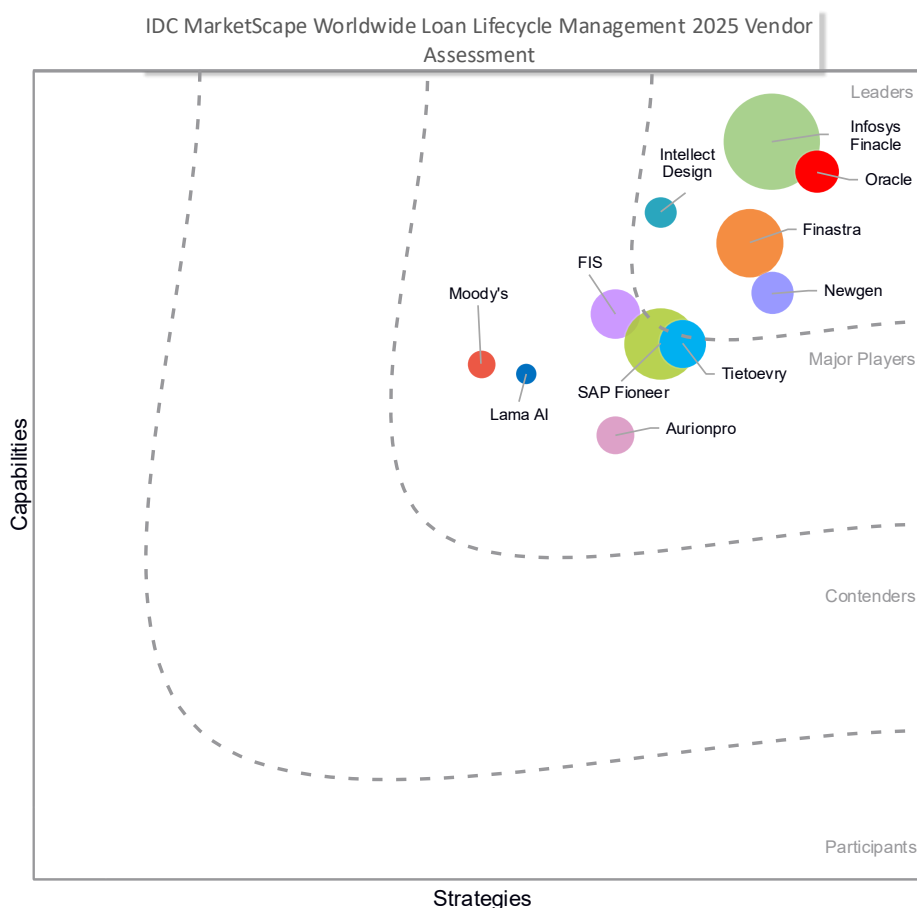 IDC MarketScape Worldwide Loan Lifecycle Management 2025 Vendor
Assessment
Leaders
Infosys
Finacle
Intellect
Design
Oracle
Finastra
FIS
Newgen
Moody's
Major Players
Tietoevry
SAP Fioneer
Lama AI
Aurionpro
Capabilities
Contenders
Participants
Strategies